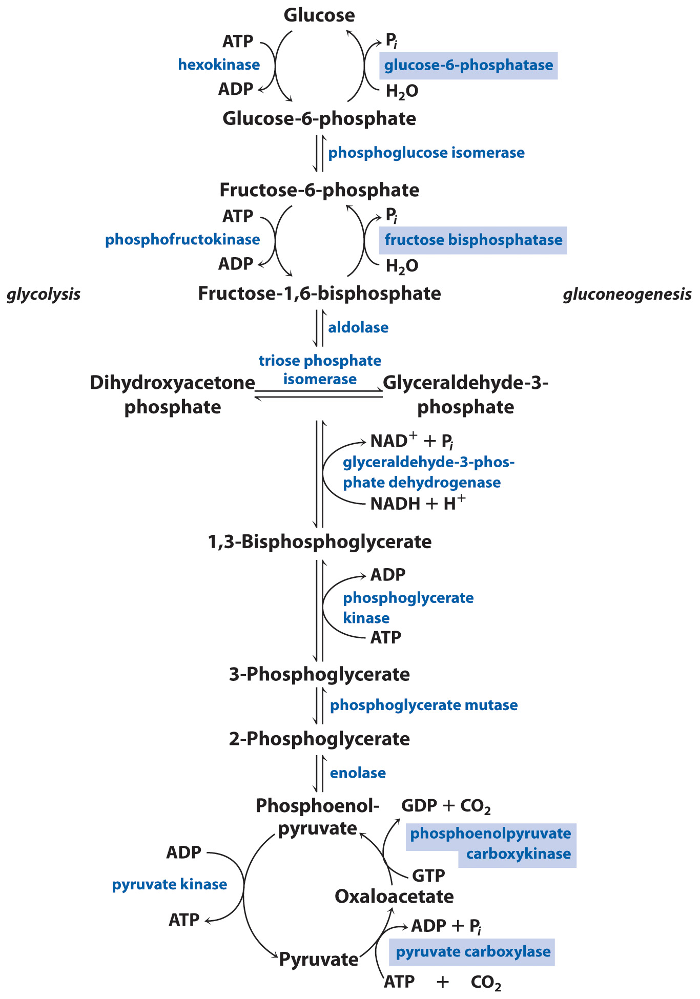 Glucose
ATP
P_i
hexokinase
glucose-6-phosphatase
ADP
H₂O
Glucose-6-phosphate
phosphoglucose isomerase
Fructose-6-phosphate
ATP
P_i
phosphofructokinase
fructose bisphosphatase
ADP
H₂O
glycolysis
Fructose-1,6-bisphosphate
gluconeogenesis
aldolase
triose phosphate
isomerase
Dihydroxyacetone
phosphate
Glyceraldehyde-3-
phosphate
NAD⁺ + P_i
glyceraldehyde-3-phos-
phate dehydrogenase
NADH + H⁺
1,3-Bisphosphoglycerate
ADP
phosphoglycerate
kinase
ATP
3-Phosphoglycerate
phosphoglycerate mutase
2-Phosphoglycerate
enolase
Phosphoenol-
pyruvate
GDP + CO₂
phosphoenolpyruvate
carboxykinase
ADP
GTP
pyruvate kinase
Oxaloacetate
ATP
ADP + P_i
pyruvate carboxylase
Pyruvate
ATP + CO₂